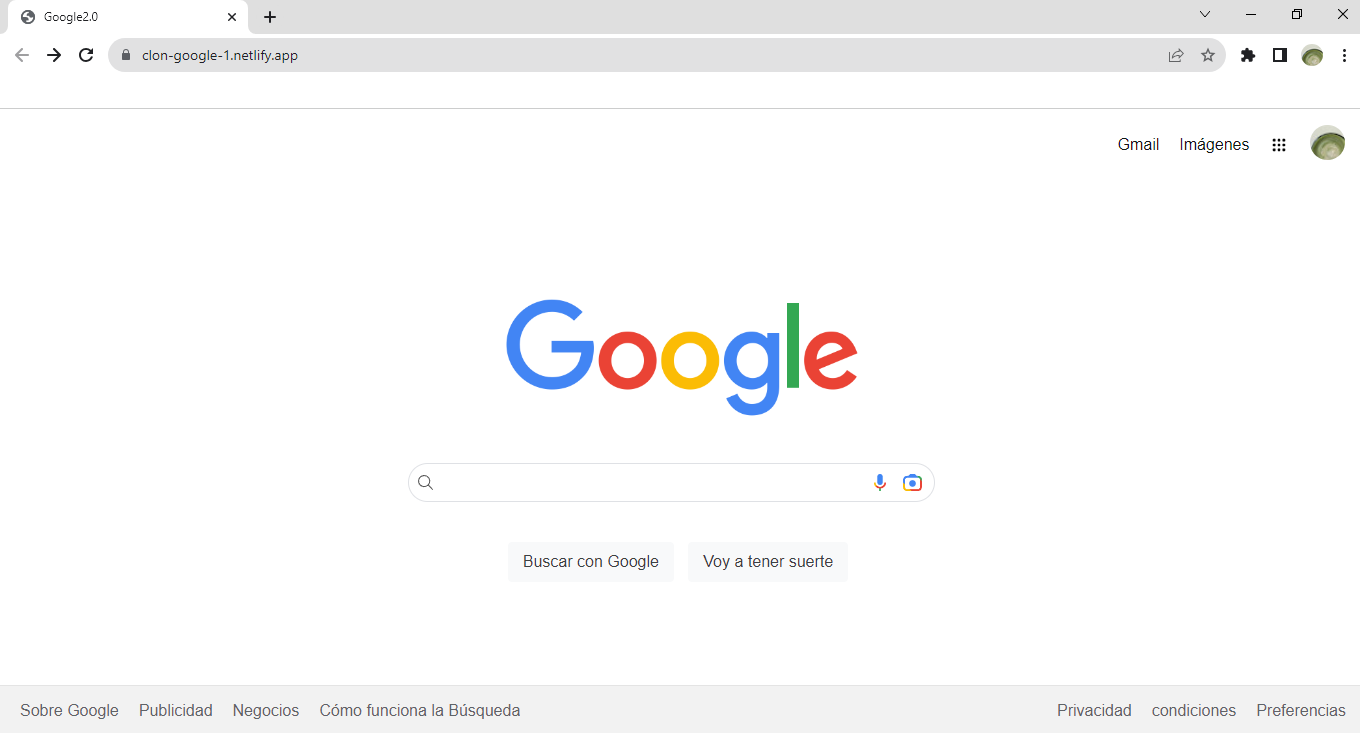 Google2.0
clon-google-1.netlify.app
Gmail Imágenes
Google
Buscar con Google Voy a tener suerte
Sobre Google Publicidad Negocios Cómo funciona la Búsqueda Privacidad condiciones Preferencias